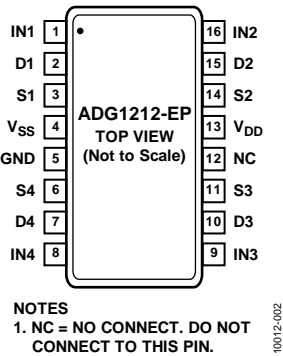 IN1 1 16 IN2
D1 2 15 D2
S1 3 14 S2
VSS 4 13 VDD
GND 5 12 NC
S4 6 11 S3
D4 7 10 D3
IN4 8 9 IN3
ADG1212-EP
TOP VIEW
(Not to Scale)
NOTES
1. NC = NO CONNECT. DO NOT
CONNECT TO THIS PIN.
10012-002